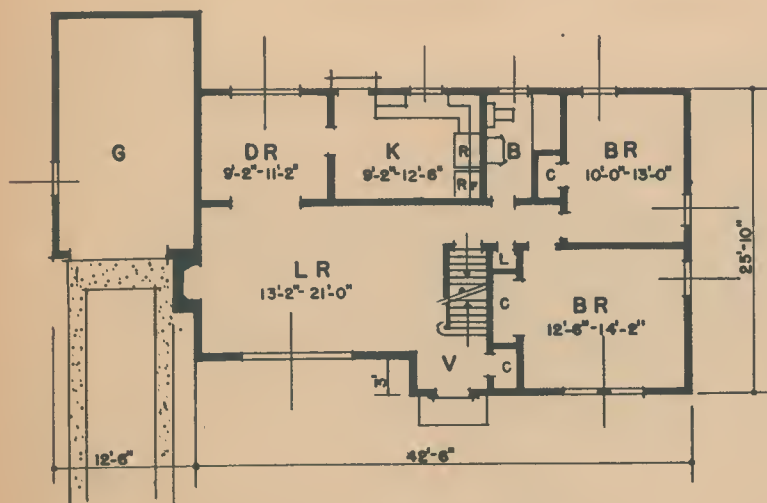 G
DR
9'-2"-11'-2"
K
9'-2"-12'-6"
R
RF
B
C
BR
10'-0"-13'-0"
LR
13'-2"-21'-0"
L
C
BR
12'-6"-14'-2"
V
C
3'
25'-10"
12'-6"
42'-6"